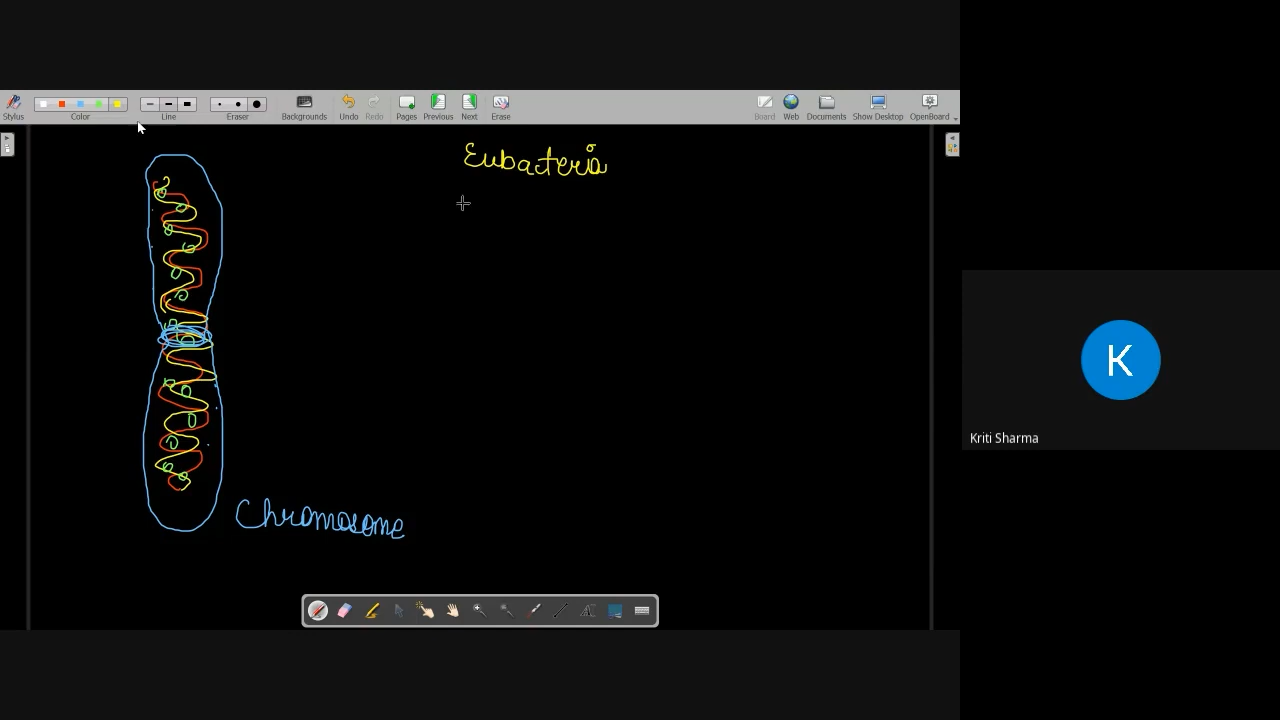 Stylus
Color
Line
Eraser
Backgrounds
Undo
Redo
Pages
Previous
Next
Erase
Board
Web
Documents
Show Desktop
OpenBoard
Eubacteria
Chromosome
K
Kriti Sharma